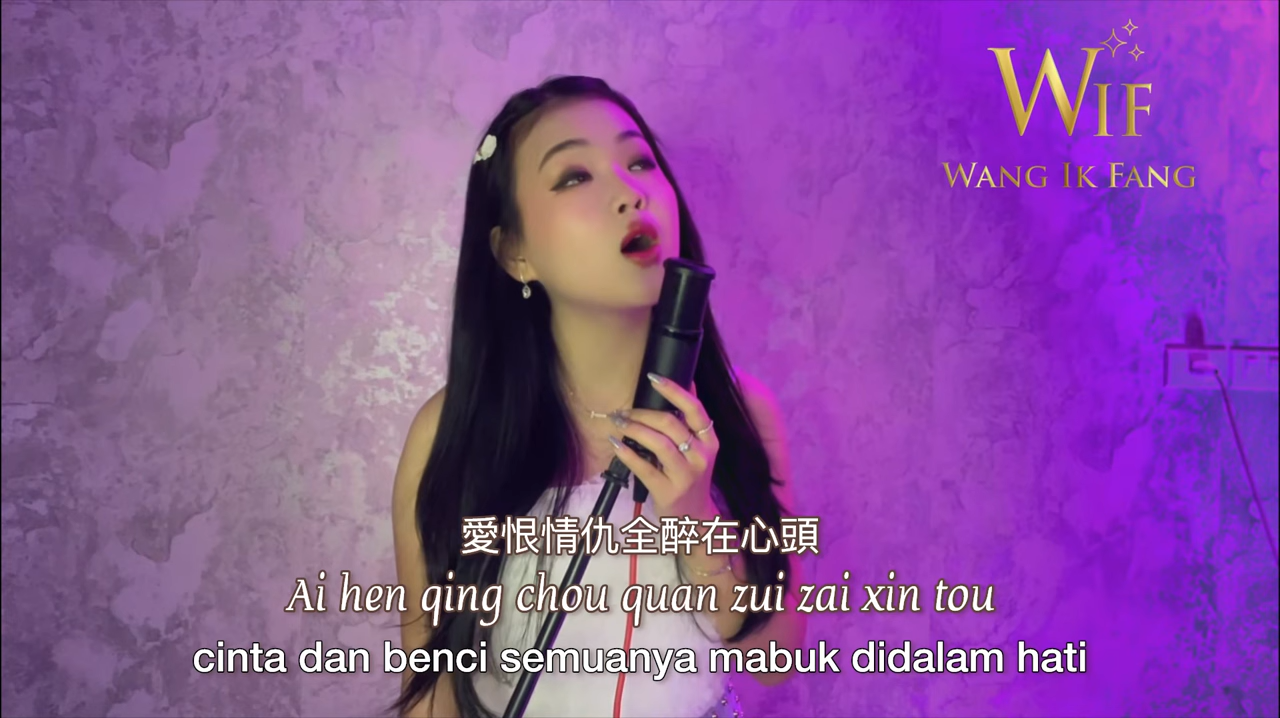 WIF
WANG IK FANG
愛恨情仇全醉在心頭
Ai hen qing chou quan zui zai xin tou
cinta dan benci semuanya mabuk didalam hati